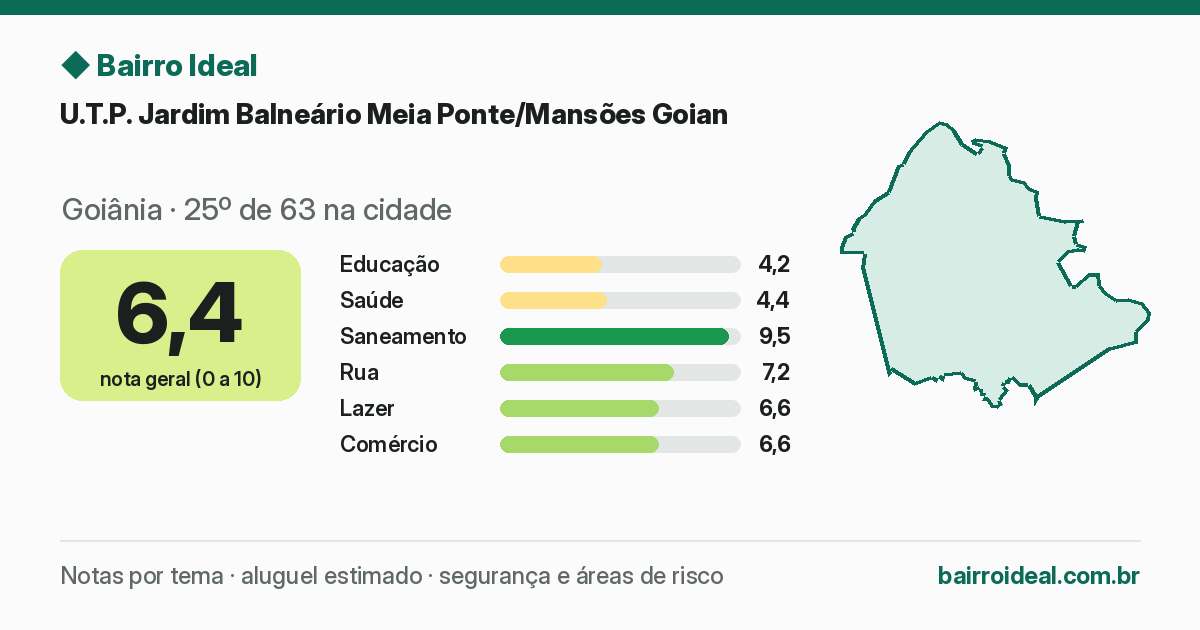 Bairro Ideal
U.T.P. Jardim Balneário Meia Ponte/Mansões Goian
Goiânia · 25º de 63 na cidade
6,4
nota geral (0 a 10)
Educação 4,2
Saúde 4,4
Saneamento 9,5
Rua 7,2
Lazer 6,6
Comércio 6,6
Notas por tema · aluguel estimado · segurança e áreas de risco
bairroideal.com.br